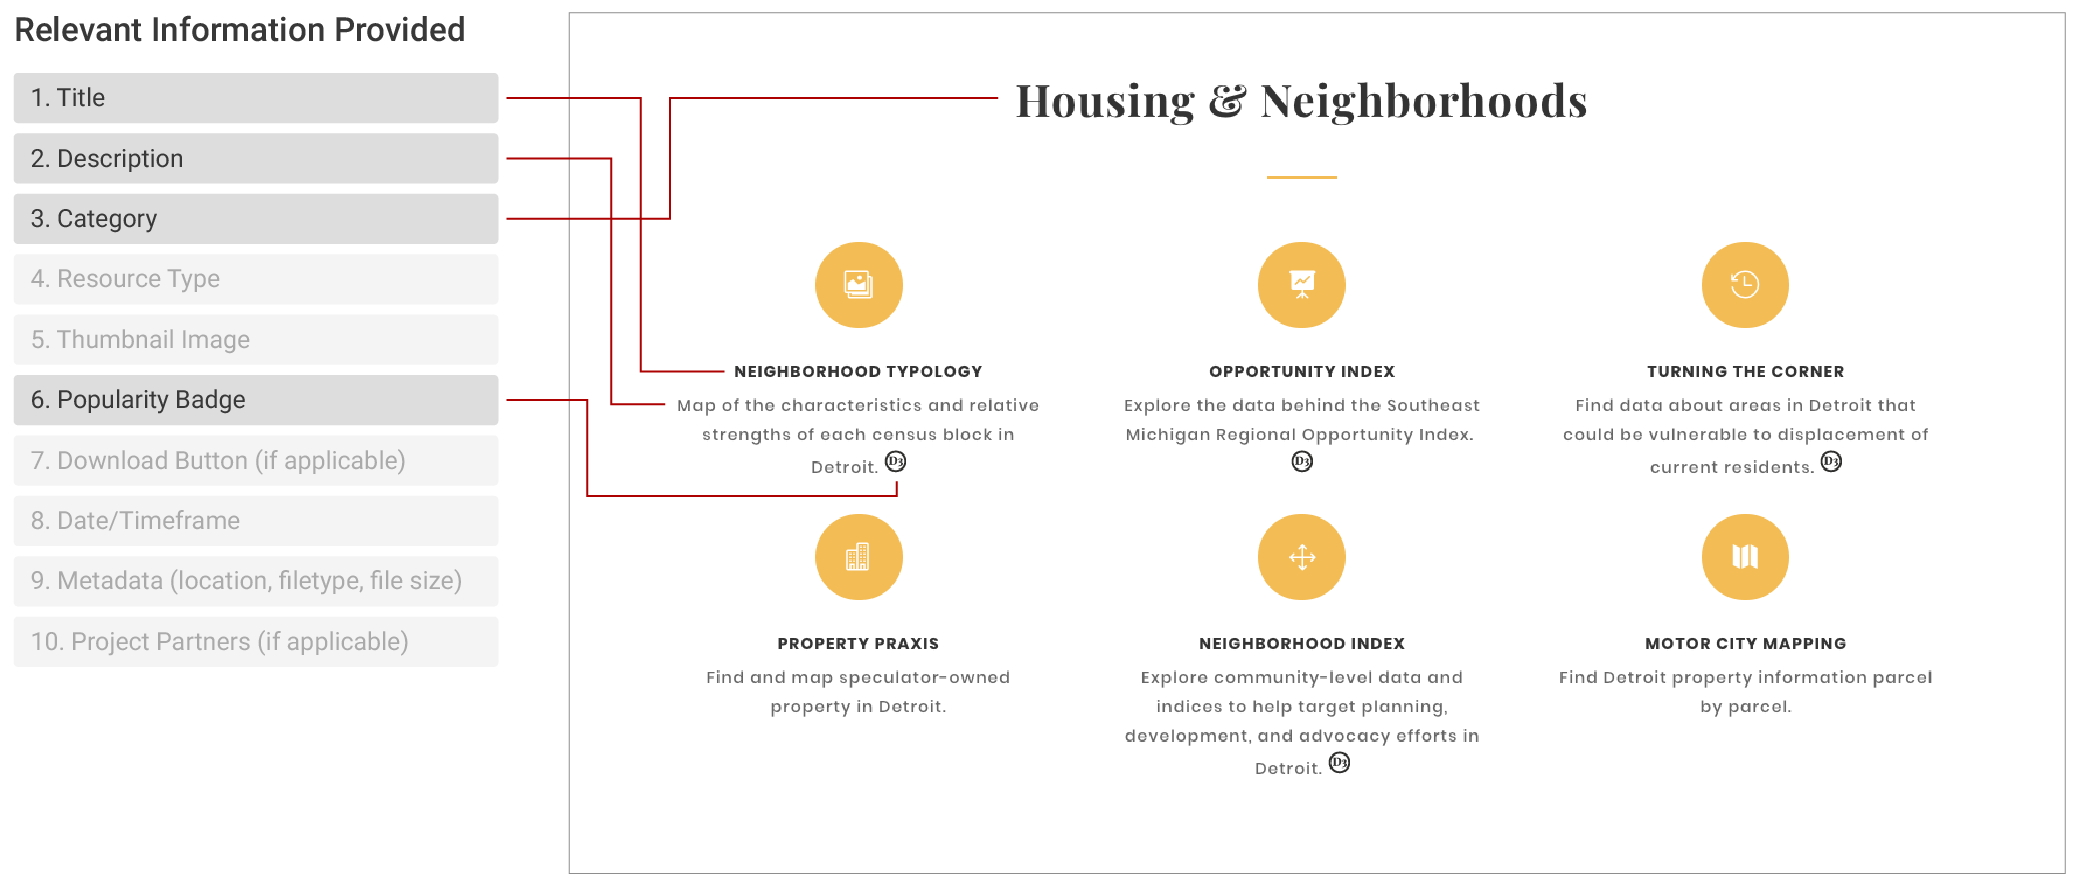 Relevant Information Provided
1. Title
2. Description
3. Category
4. Resource Type
5. Thumbnail Image
6. Popularity Badge
7. Download Button (if applicable)
8. Date/Timeframe
9. Metadata (location, filetype, file size)
10. Project Partners (if applicable)
Housing & Neighborhoods
NEIGHBORHOOD TYPOLOGY
Map of the characteristics and relative
strengths of each census block in
Detroit. D3
OPPORTUNITY INDEX
Explore the data behind the Southeast
Michigan Regional Opportunity Index.
D3
TURNING THE CORNER
Find data about areas in Detroit that
could be vulnerable to displacement of
current residents. D3
PROPERTY PRAXIS
Find and map speculator-owned
property in Detroit.
NEIGHBORHOOD INDEX
Explore community-level data and
indices to help target planning,
development, and advocacy efforts in
Detroit. D3
MOTOR CITY MAPPING
Find Detroit property information parcel
by parcel.